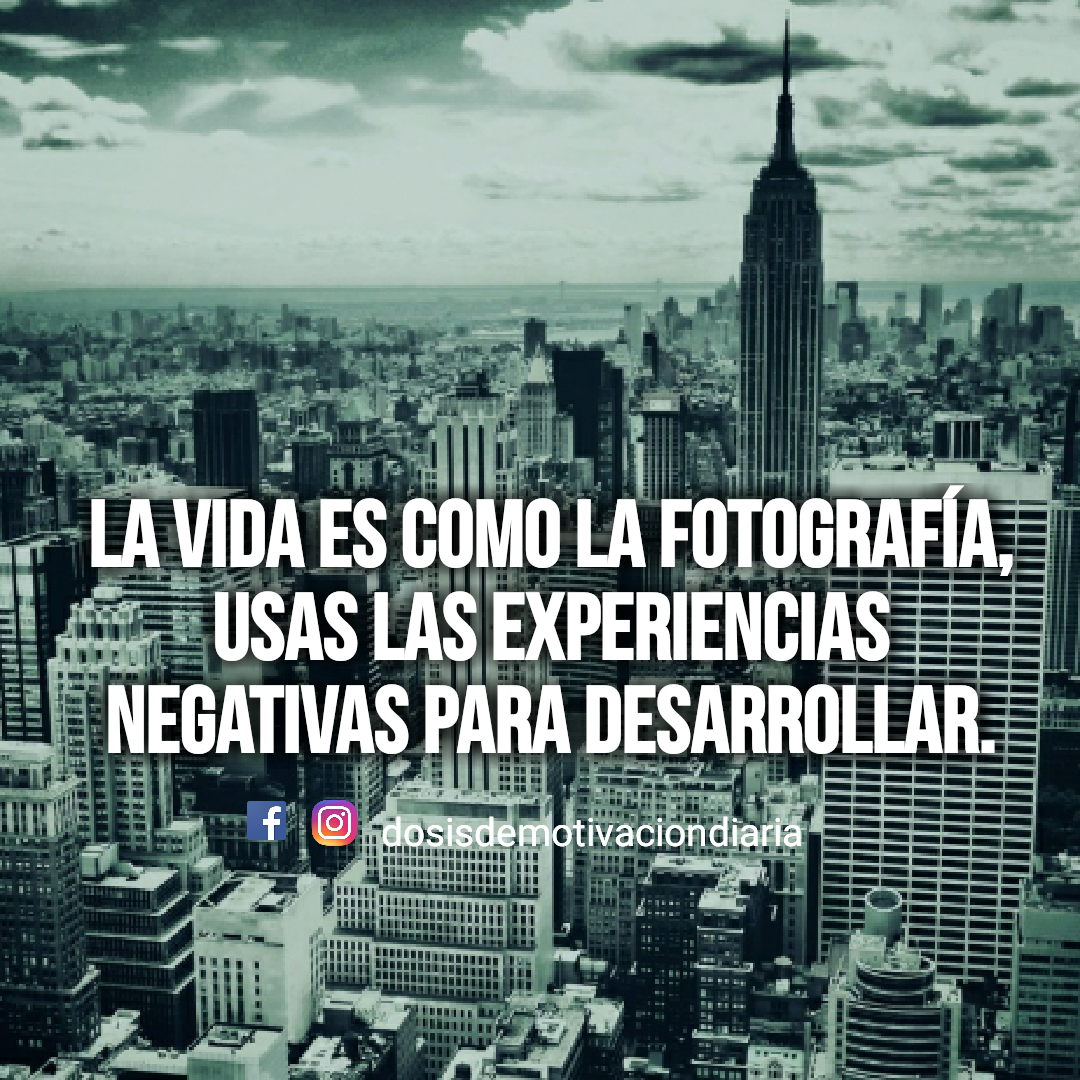 LA VIDA ES COMO LA FOTOGRAFÍA,
USAS LAS EXPERIENCIAS
NEGATIVAS PARA DESARROLLAR.
f dosisdemotivaciondiaria